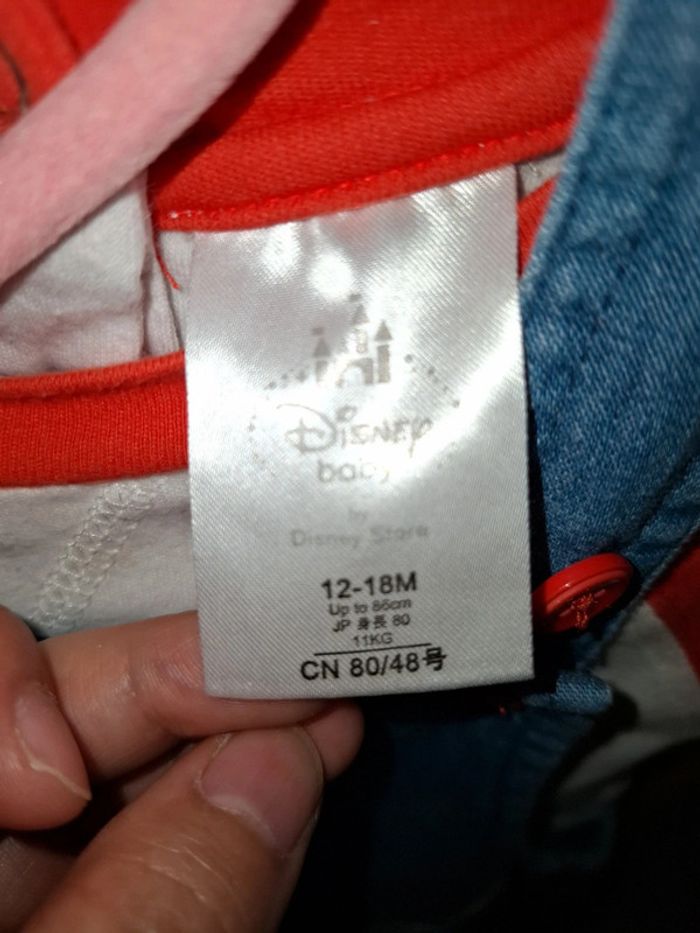 Disney
baby
by
Disney Store
12-18M
Up to 86cm
JP 身長 80
11KG
CN 80/48号